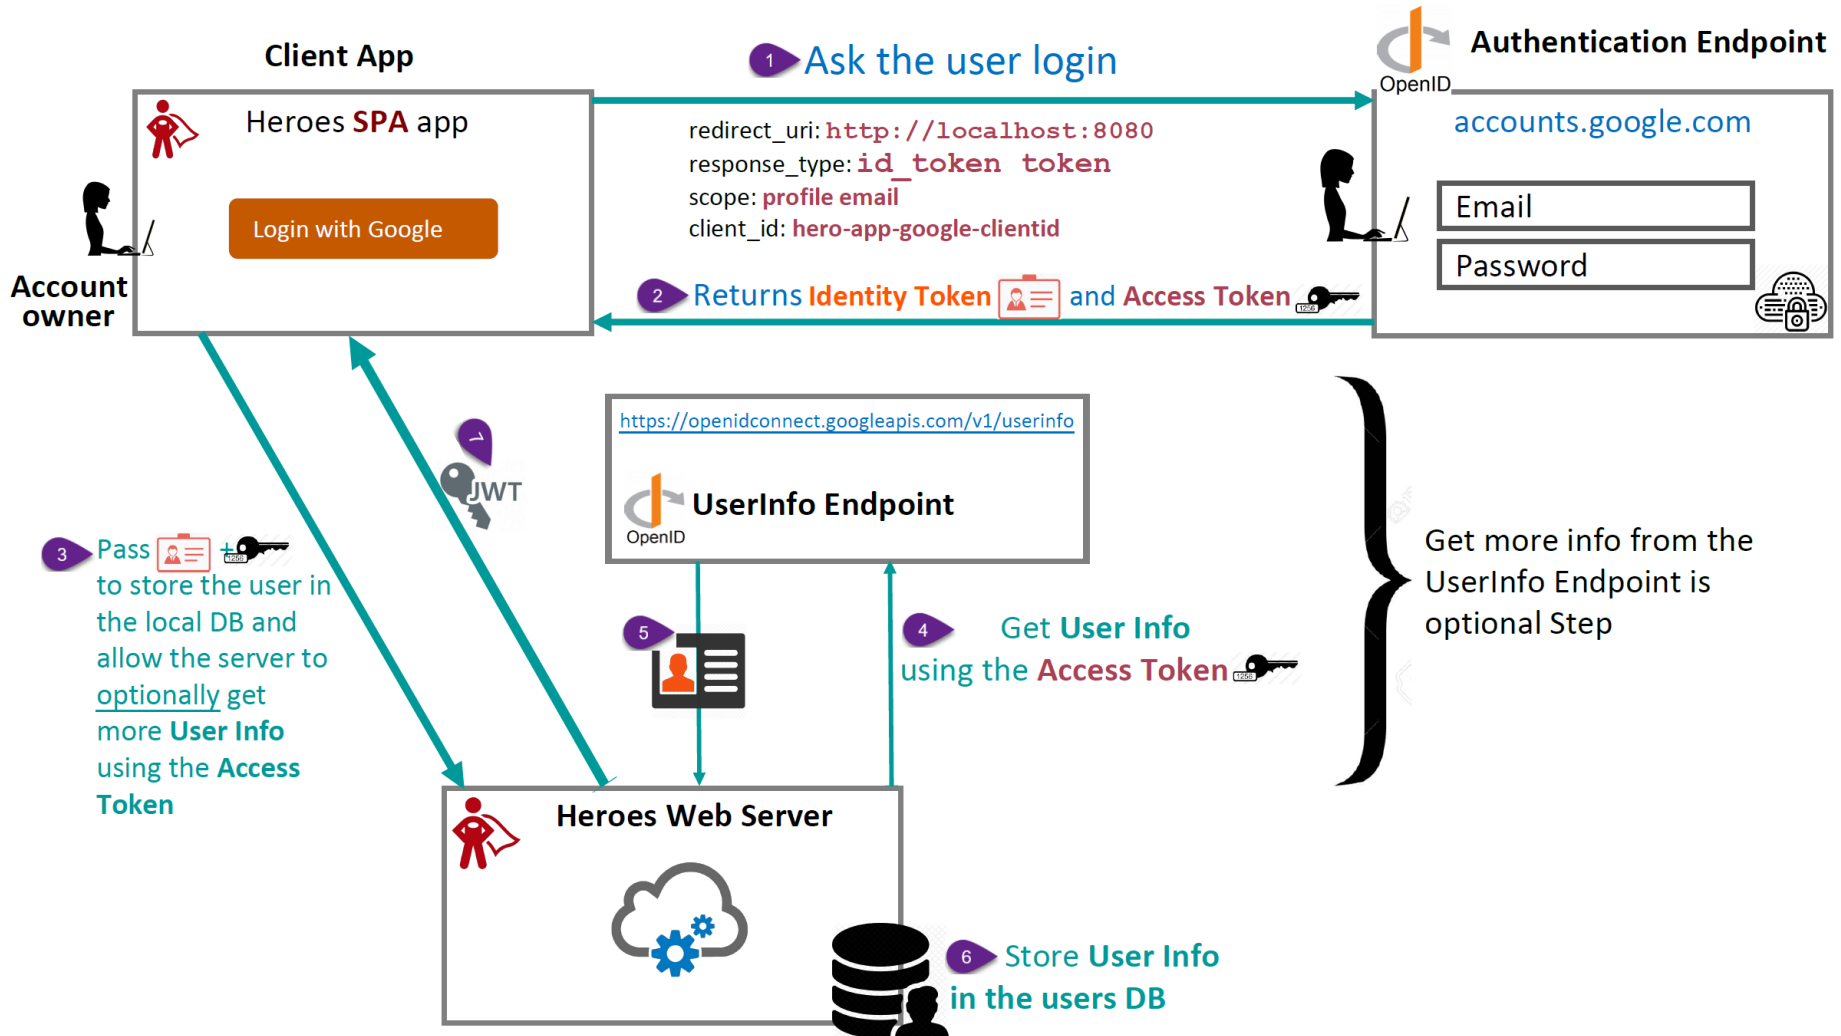 Client App
1
Ask the user login
OpenID
Authentication Endpoint
Heroes SPA app
Login with Google
Account
owner
redirect_uri: http://localhost:8080
response_type: id_token token
scope: profile email
client_id: hero-app-google-clientid
accounts.google.com
Email
Password
2
Returns Identity Token and Access Token
1256
https://openidconnect.googleapis.com/v1/userinfo
OpenID
UserInfo Endpoint
7
JWT
3
Pass +
1256
to store the user in
the local DB and
allow the server to
optionally get
more User Info
using the Access
Token
5
4
Get User Info
using the Access Token
1256
Get more info from the
UserInfo Endpoint is
optional Step
Heroes Web Server
6
Store User Info
in the users DB